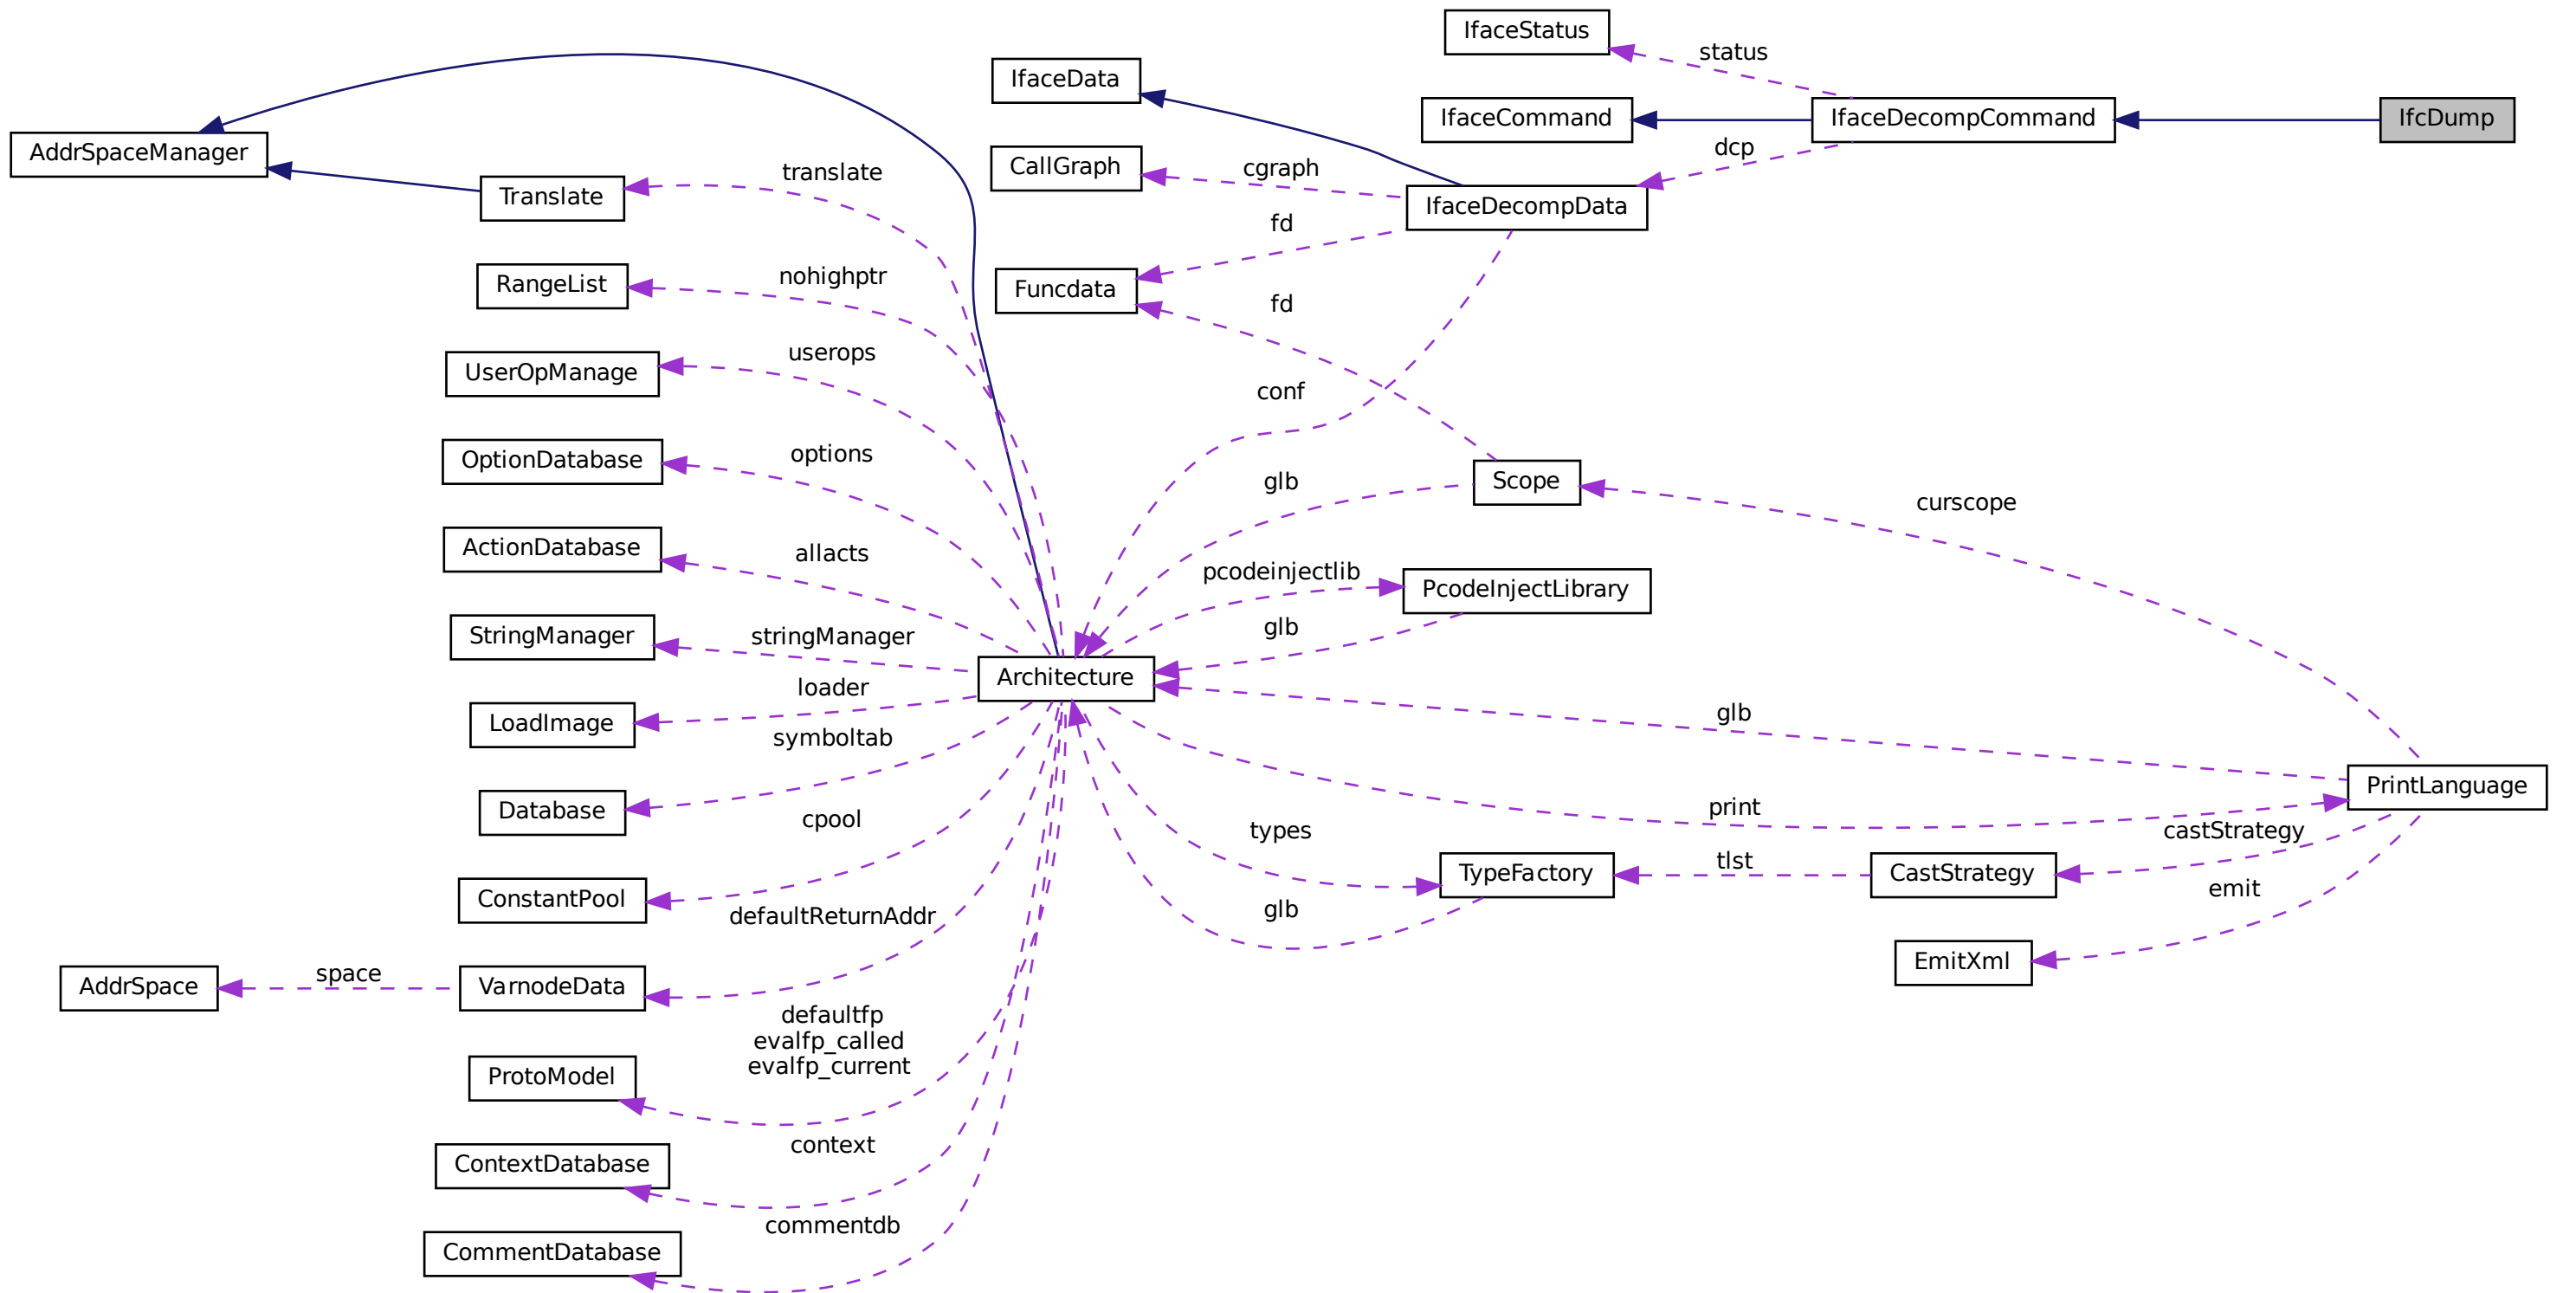 IfaceStatus
status
IfaceData
IfaceCommand
IfaceDecompCommand
IfcDump
AddrSpaceManager
dcp
Translate
translate
CallGraph
cgraph
IfaceDecompData
fd
RangeList
nohighptr
Funcdata
fd
UserOpManage
userops
conf
OptionDatabase
options
glb
Scope
curscope
ActionDatabase
allacts
pcodeinjectlib
PcodeInjectLibrary
StringManager
stringManager
glb
Architecture
LoadImage
loader
glb
symboltab
Database
cpool
print
PrintLanguage
types
castStrategy
ConstantPool
TypeFactory
tlst
CastStrategy
defaultReturnAddr
glb
emit
EmitXml
AddrSpace
space
VarnodeData
defaultfp
evalfp_called
evalfp_current
ProtoModel
context
ContextDatabase
commentdb
CommentDatabase